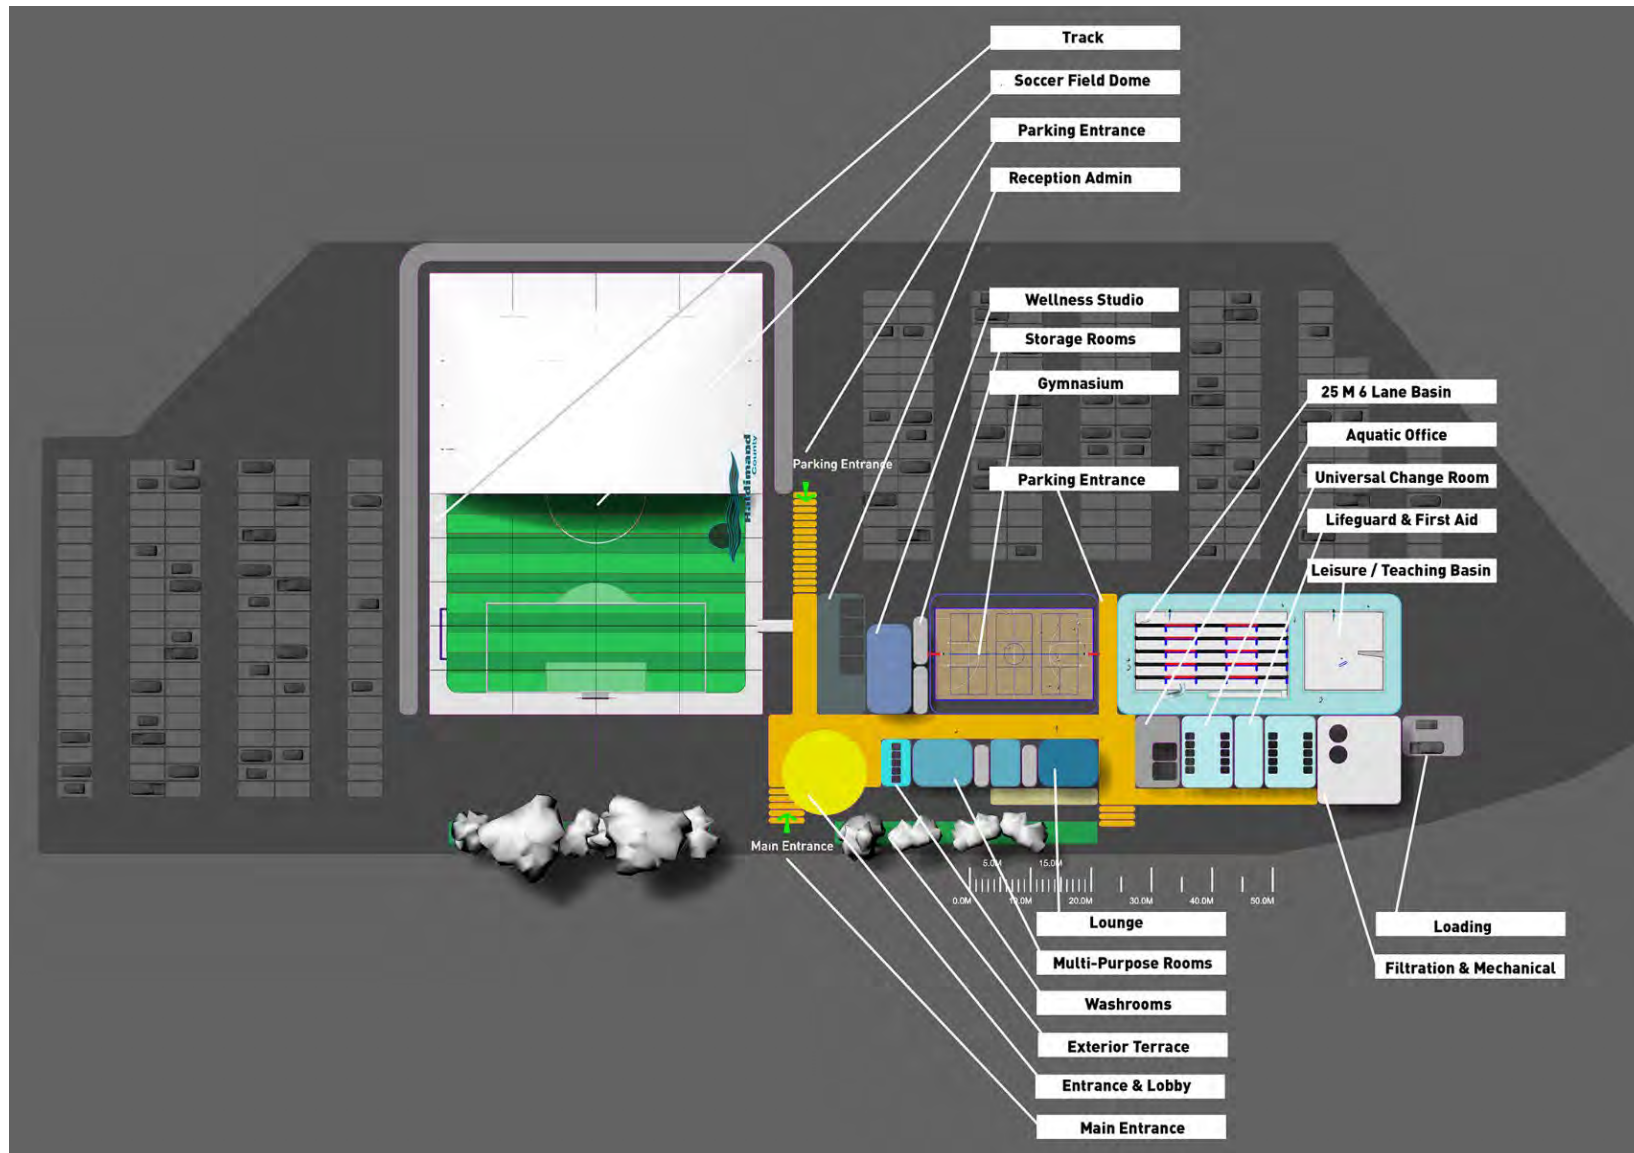 Track
Soccer Field Dome
Parking Entrance
Reception Admin
Wellness Studio
Storage Rooms
Gymnasium
25 M 6 Lane Basin
Aquatic Office
Haldimand
County
Parking Entrance
Parking Entrance
Universal Change Room
Lifeguard & First Aid
Leisure / Teaching Basin
Main Entrance
5.0M 15.0M
0.0M 10.0M 20.0M 30.0M 40.0M 50.0M
Lounge
Loading
Multi-Purpose Rooms
Filtration & Mechanical
Washrooms
Exterior Terrace
Entrance & Lobby
Main Entrance